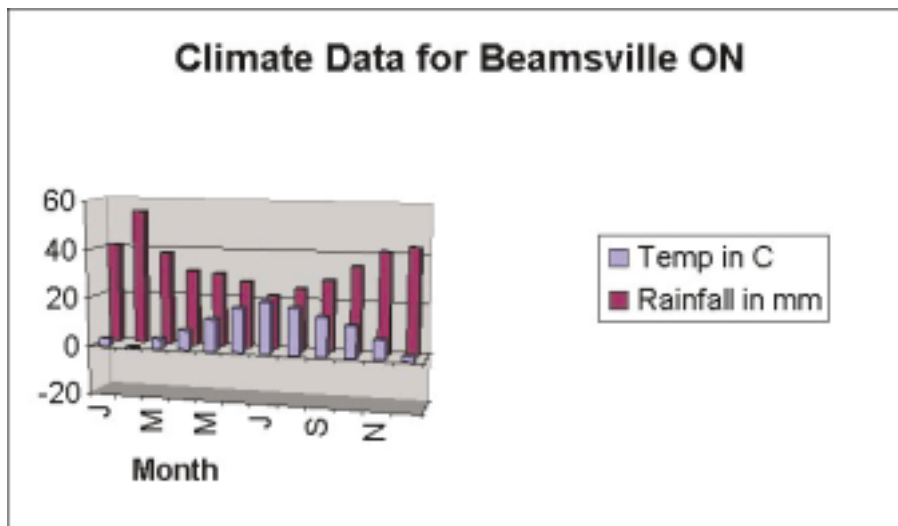 Climate Data for Beamsville ON
60
40
20
0
-20
J
M
M
J
S
N
Month
Temp in C
Rainfall in mm